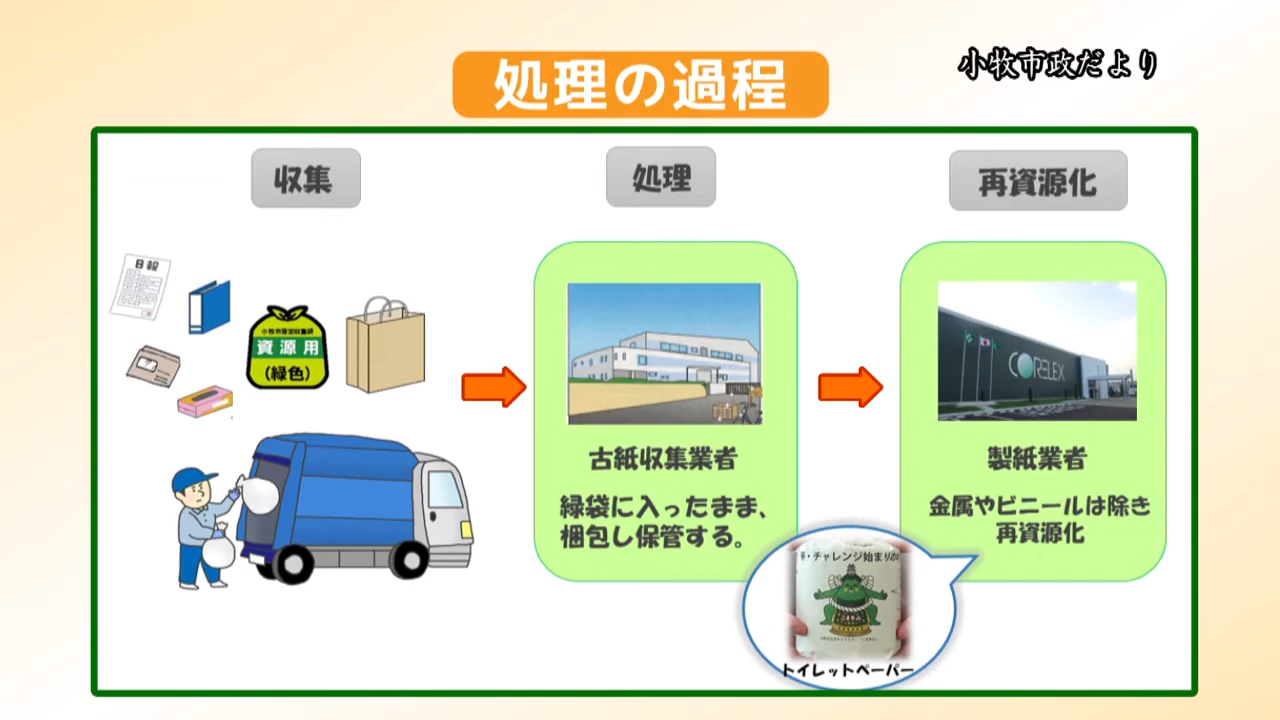 処理の過程
小牧市政だより
収集
処理
再資源化
日報
小牧市指定収集袋
資源用
(緑色)
CORELEX
古紙収集業者
緑袋に入ったまま、
梱包し保管する。
製紙業者
金属やビニールは除き
再資源化
・チャレンジ始まりの
トイレットペーパー